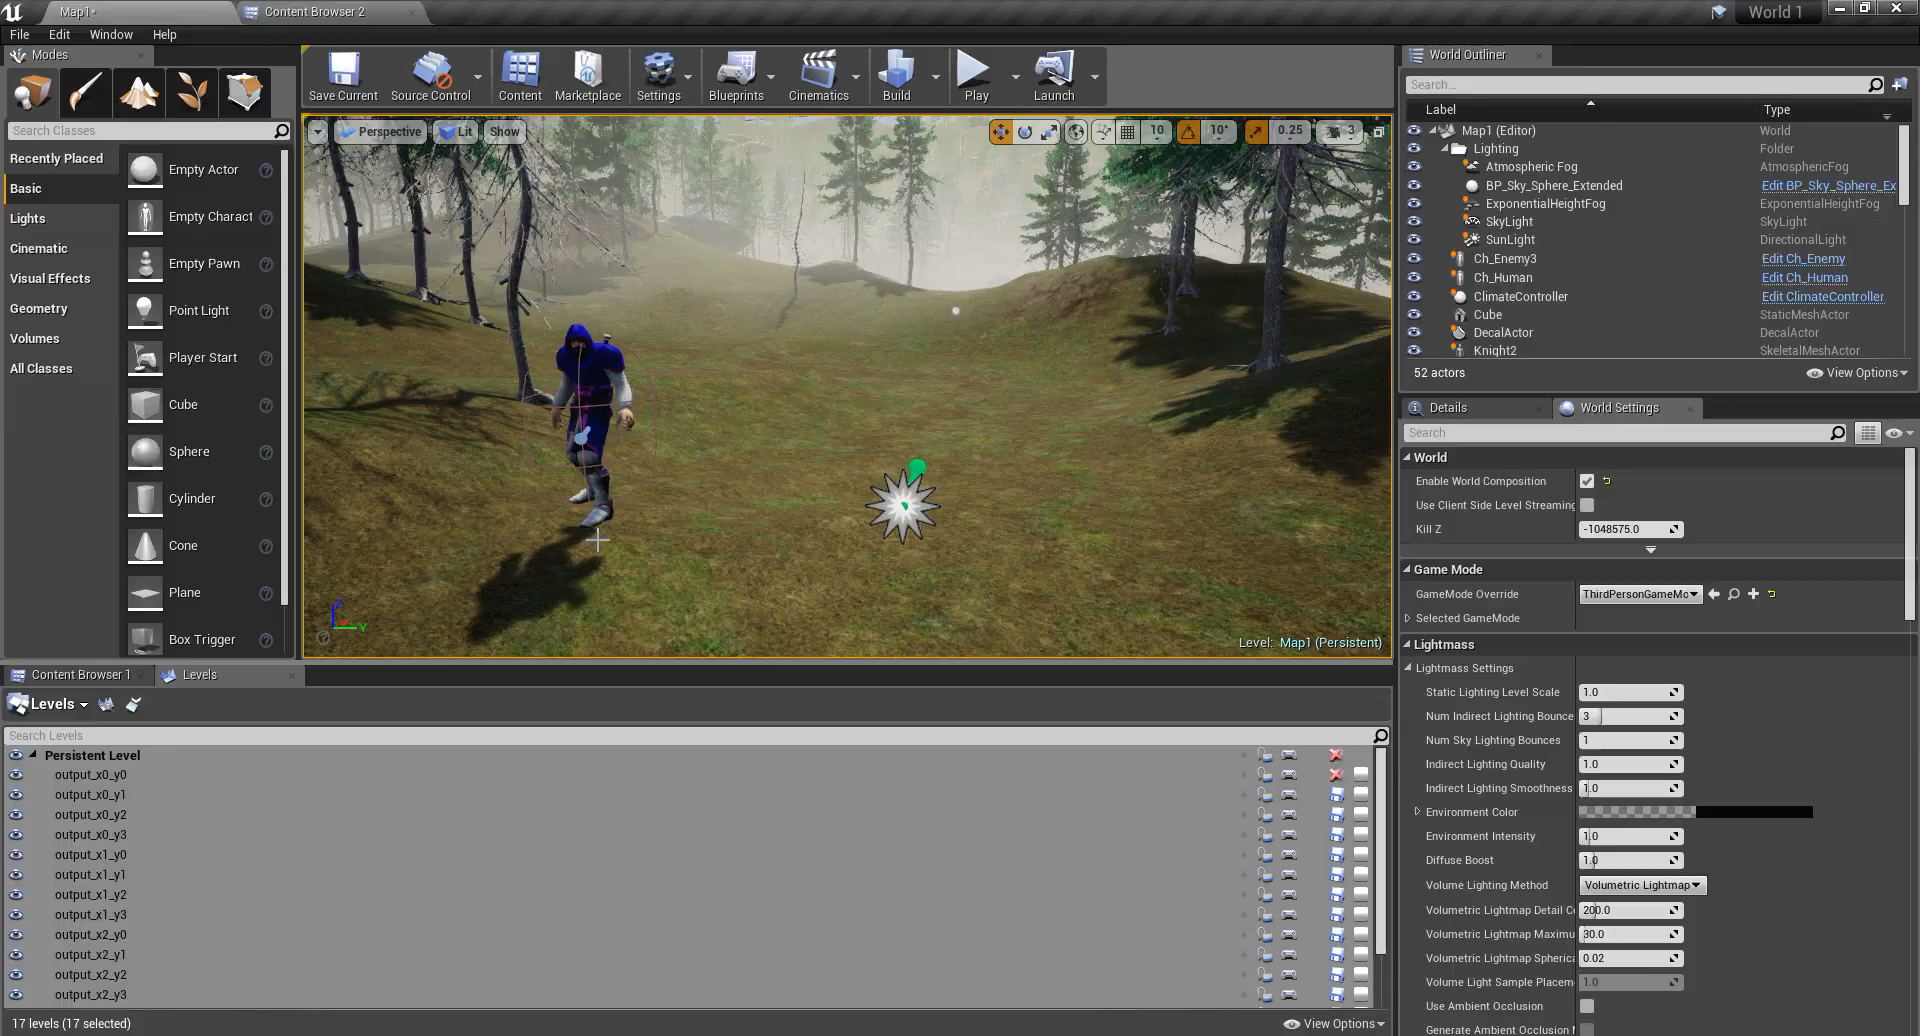 Map1*
Content Browser 2
World 1
File
Edit
Window
Help
Modes
Save Current
Source Control
Content
Marketplace
Settings
Blueprints
Cinematics
Build
Play
Launch
World Outliner
Search...
Label
Type
Search Classes
Recently Placed
Basic
Lights
Cinematic
Visual Effects
Geometry
Volumes
All Classes
Empty Actor
Empty Charact
Empty Pawn
Point Light
Player Start
Cube
Sphere
Cylinder
Cone
Plane
Box Trigger
Perspective
Lit
Show
10
10°
0.25
3
Z
Y
Level: Map1 (Persistent)
Map1 (Editor) World
Lighting Folder
Atmospheric Fog AtmosphericFog
BP_Sky_Sphere_Extended Edit BP_Sky_Sphere_Ex
ExponentialHeightFog ExponentialHeightFog
SkyLight SkyLight
SunLight DirectionalLight
Ch_Enemy3 Edit Ch_Enemy
Ch_Human Edit Ch_Human
ClimateController Edit ClimateController
Cube StaticMeshActor
DecalActor DecalActor
Knight2 SkeletalMeshActor
52 actors
View Options
Details
World Settings
Search
World
Enable World Composition
Use Client Side Level Streaming
Kill Z -1048575.0
Game Mode
GameMode Override ThirdPersonGameMo
Selected GameMode
Lightmass
Lightmass Settings
Static Lighting Level Scale 1.0
Num Indirect Lighting Bounce 3
Num Sky Lighting Bounces 1
Indirect Lighting Quality 1.0
Indirect Lighting Smoothness 1.0
Environment Color
Environment Intensity 1.0
Diffuse Boost 1.0
Volume Lighting Method Volumetric Lightmap
Volumetric Lightmap Detail C 200.0
Volumetric Lightmap Maximu 30.0
Volumetric Lightmap Spherica 0.02
Volume Light Sample Placem 1.0
Use Ambient Occlusion
Generate Ambient Occlusion M
Content Browser 1
Levels
Levels
Search Levels
Persistent Level
output_x0_y0
output_x0_y1
output_x0_y2
output_x0_y3
output_x1_y0
output_x1_y1
output_x1_y2
output_x1_y3
output_x2_y0
output_x2_y1
output_x2_y2
output_x2_y3
17 levels (17 selected)
View Options